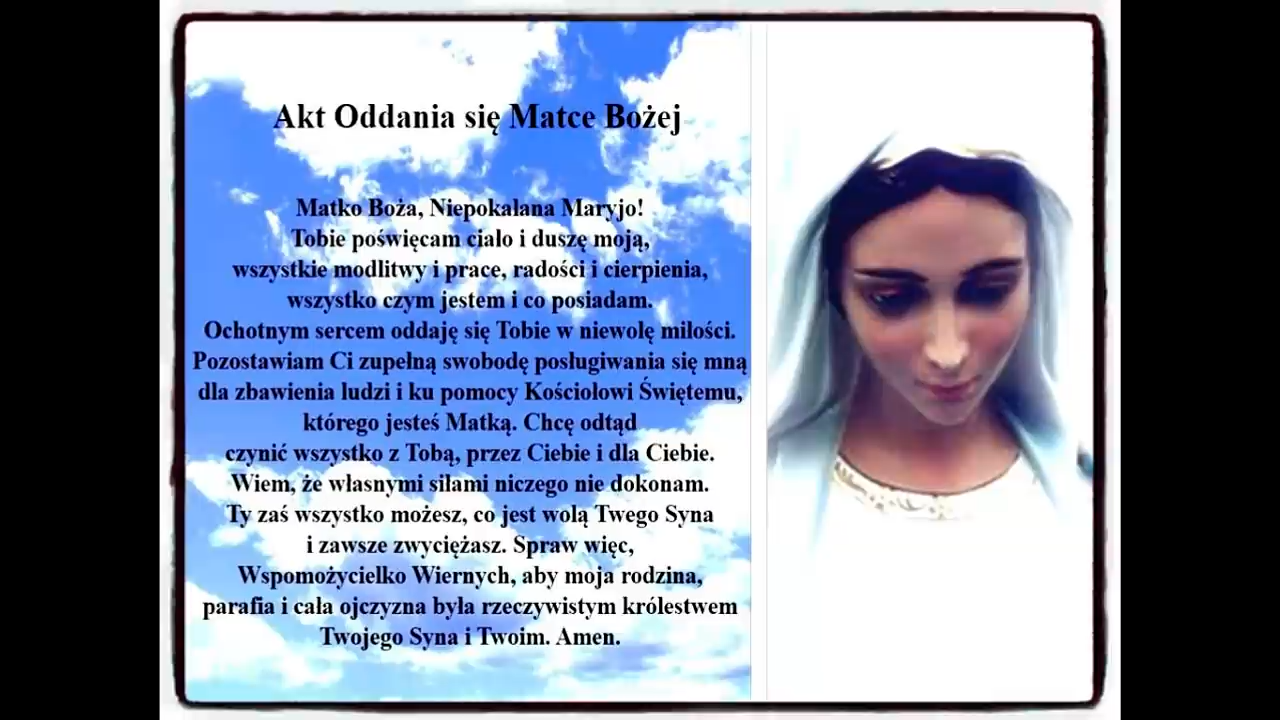 Akt Oddania się Matce Bożej
Matko Boża, Niepokalana Maryjo!
Tobie poświęcam ciało i duszę moją,
wszystkie modlitwy i prace, radości i cierpienia,
wszystko czym jestem i co posiadam.
Ochotnym sercem oddaję się Tobie w niewolę miłości.
Pozostawiam Ci zupełną swobodę posługiwania się mną
dla zbawienia ludzi i ku pomocy Kościołowi Świętemu,
którego jesteś Matką. Chcę odtąd
czynić wszystko z Tobą, przez Ciebie i dla Ciebie.
Wiem, że własnymi siłami niczego nie dokonam.
Ty zaś wszystko możesz, co jest wolą Twego Syna
i zawsze zwyciężasz. Spraw więc,
Wspomożycielko Wiernych, aby moja rodzina,
parafia i cała ojczyzna była rzeczywistym królestwem
Twojego Syna i Twoim. Amen.